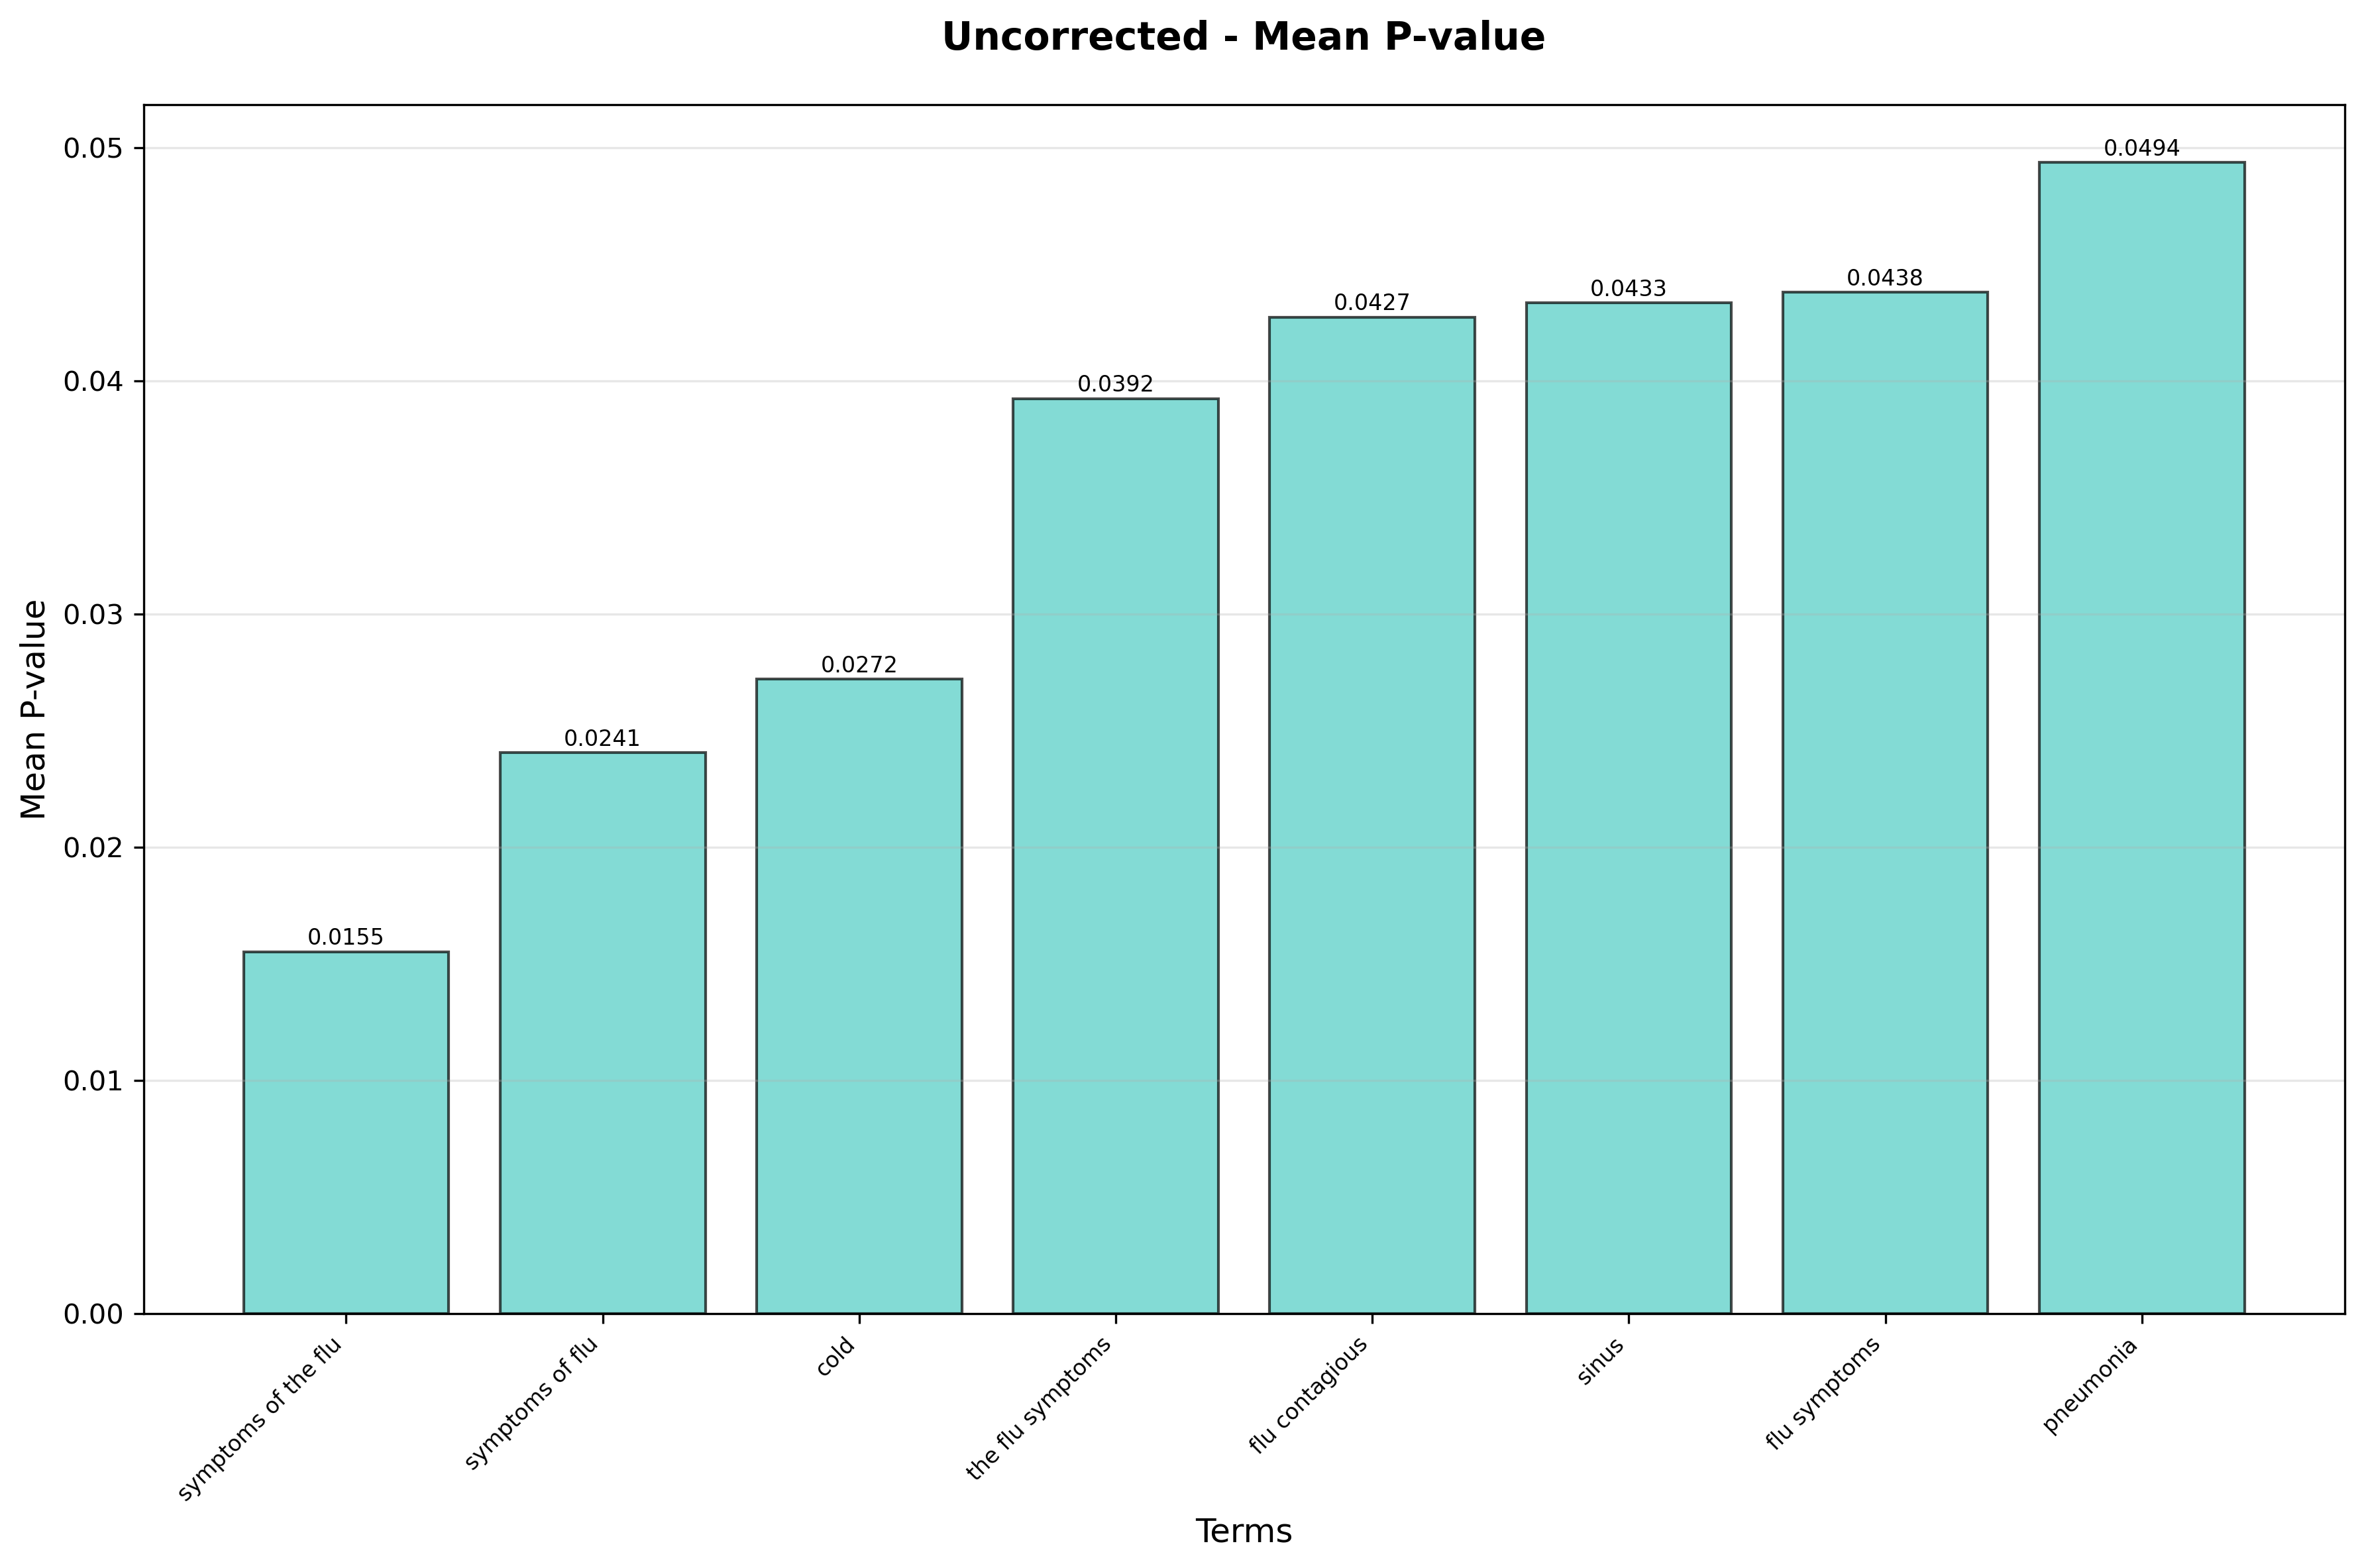 Uncorrected - Mean P-value
Mean P-value
0.05
0.04
0.03
0.02
0.01
0.00
0.0155
0.0241
0.0272
0.0392
0.0427
0.0433
0.0438
0.0494
symptoms of the flu
symptoms of flu
cold
the flu symptoms
flu contagious
sinus
flu symptoms
pneumonia
Terms